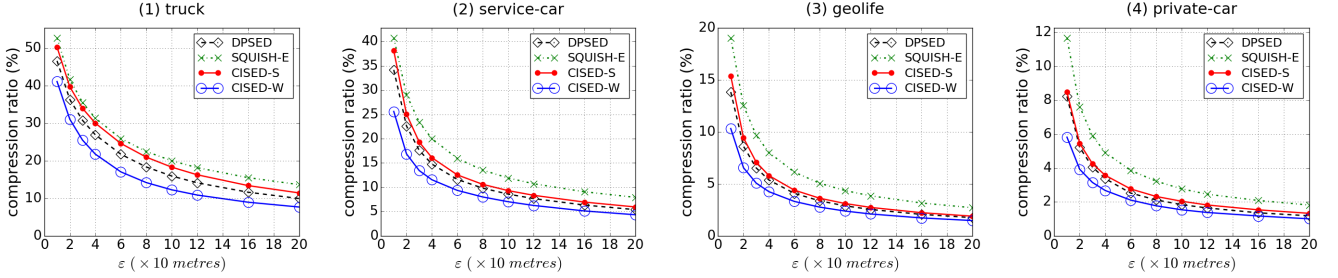 (1) truck
compression ratio (%)
50
40
30
20
10
0
0 2 4 6 8 10 12 14 16 18 20
ε ( × 10 metres)
DPSED
SQUISH-E
CISED-S
CISED-W
(2) service-car
compression ratio (%)
40
35
30
25
20
15
10
5
0
0 2 4 6 8 10 12 14 16 18 20
ε ( × 10 metres)
DPSED
SQUISH-E
CISED-S
CISED-W
(3) geolife
compression ratio (%)
20
15
10
5
0
0 2 4 6 8 10 12 14 16 18 20
ε ( × 10 metres)
DPSED
SQUISH-E
CISED-S
CISED-W
(4) private-car
compression ratio (%)
12
10
8
6
4
2
0
0 2 4 6 8 10 12 14 16 18 20
ε ( × 10 metres)
DPSED
SQUISH-E
CISED-S
CISED-W